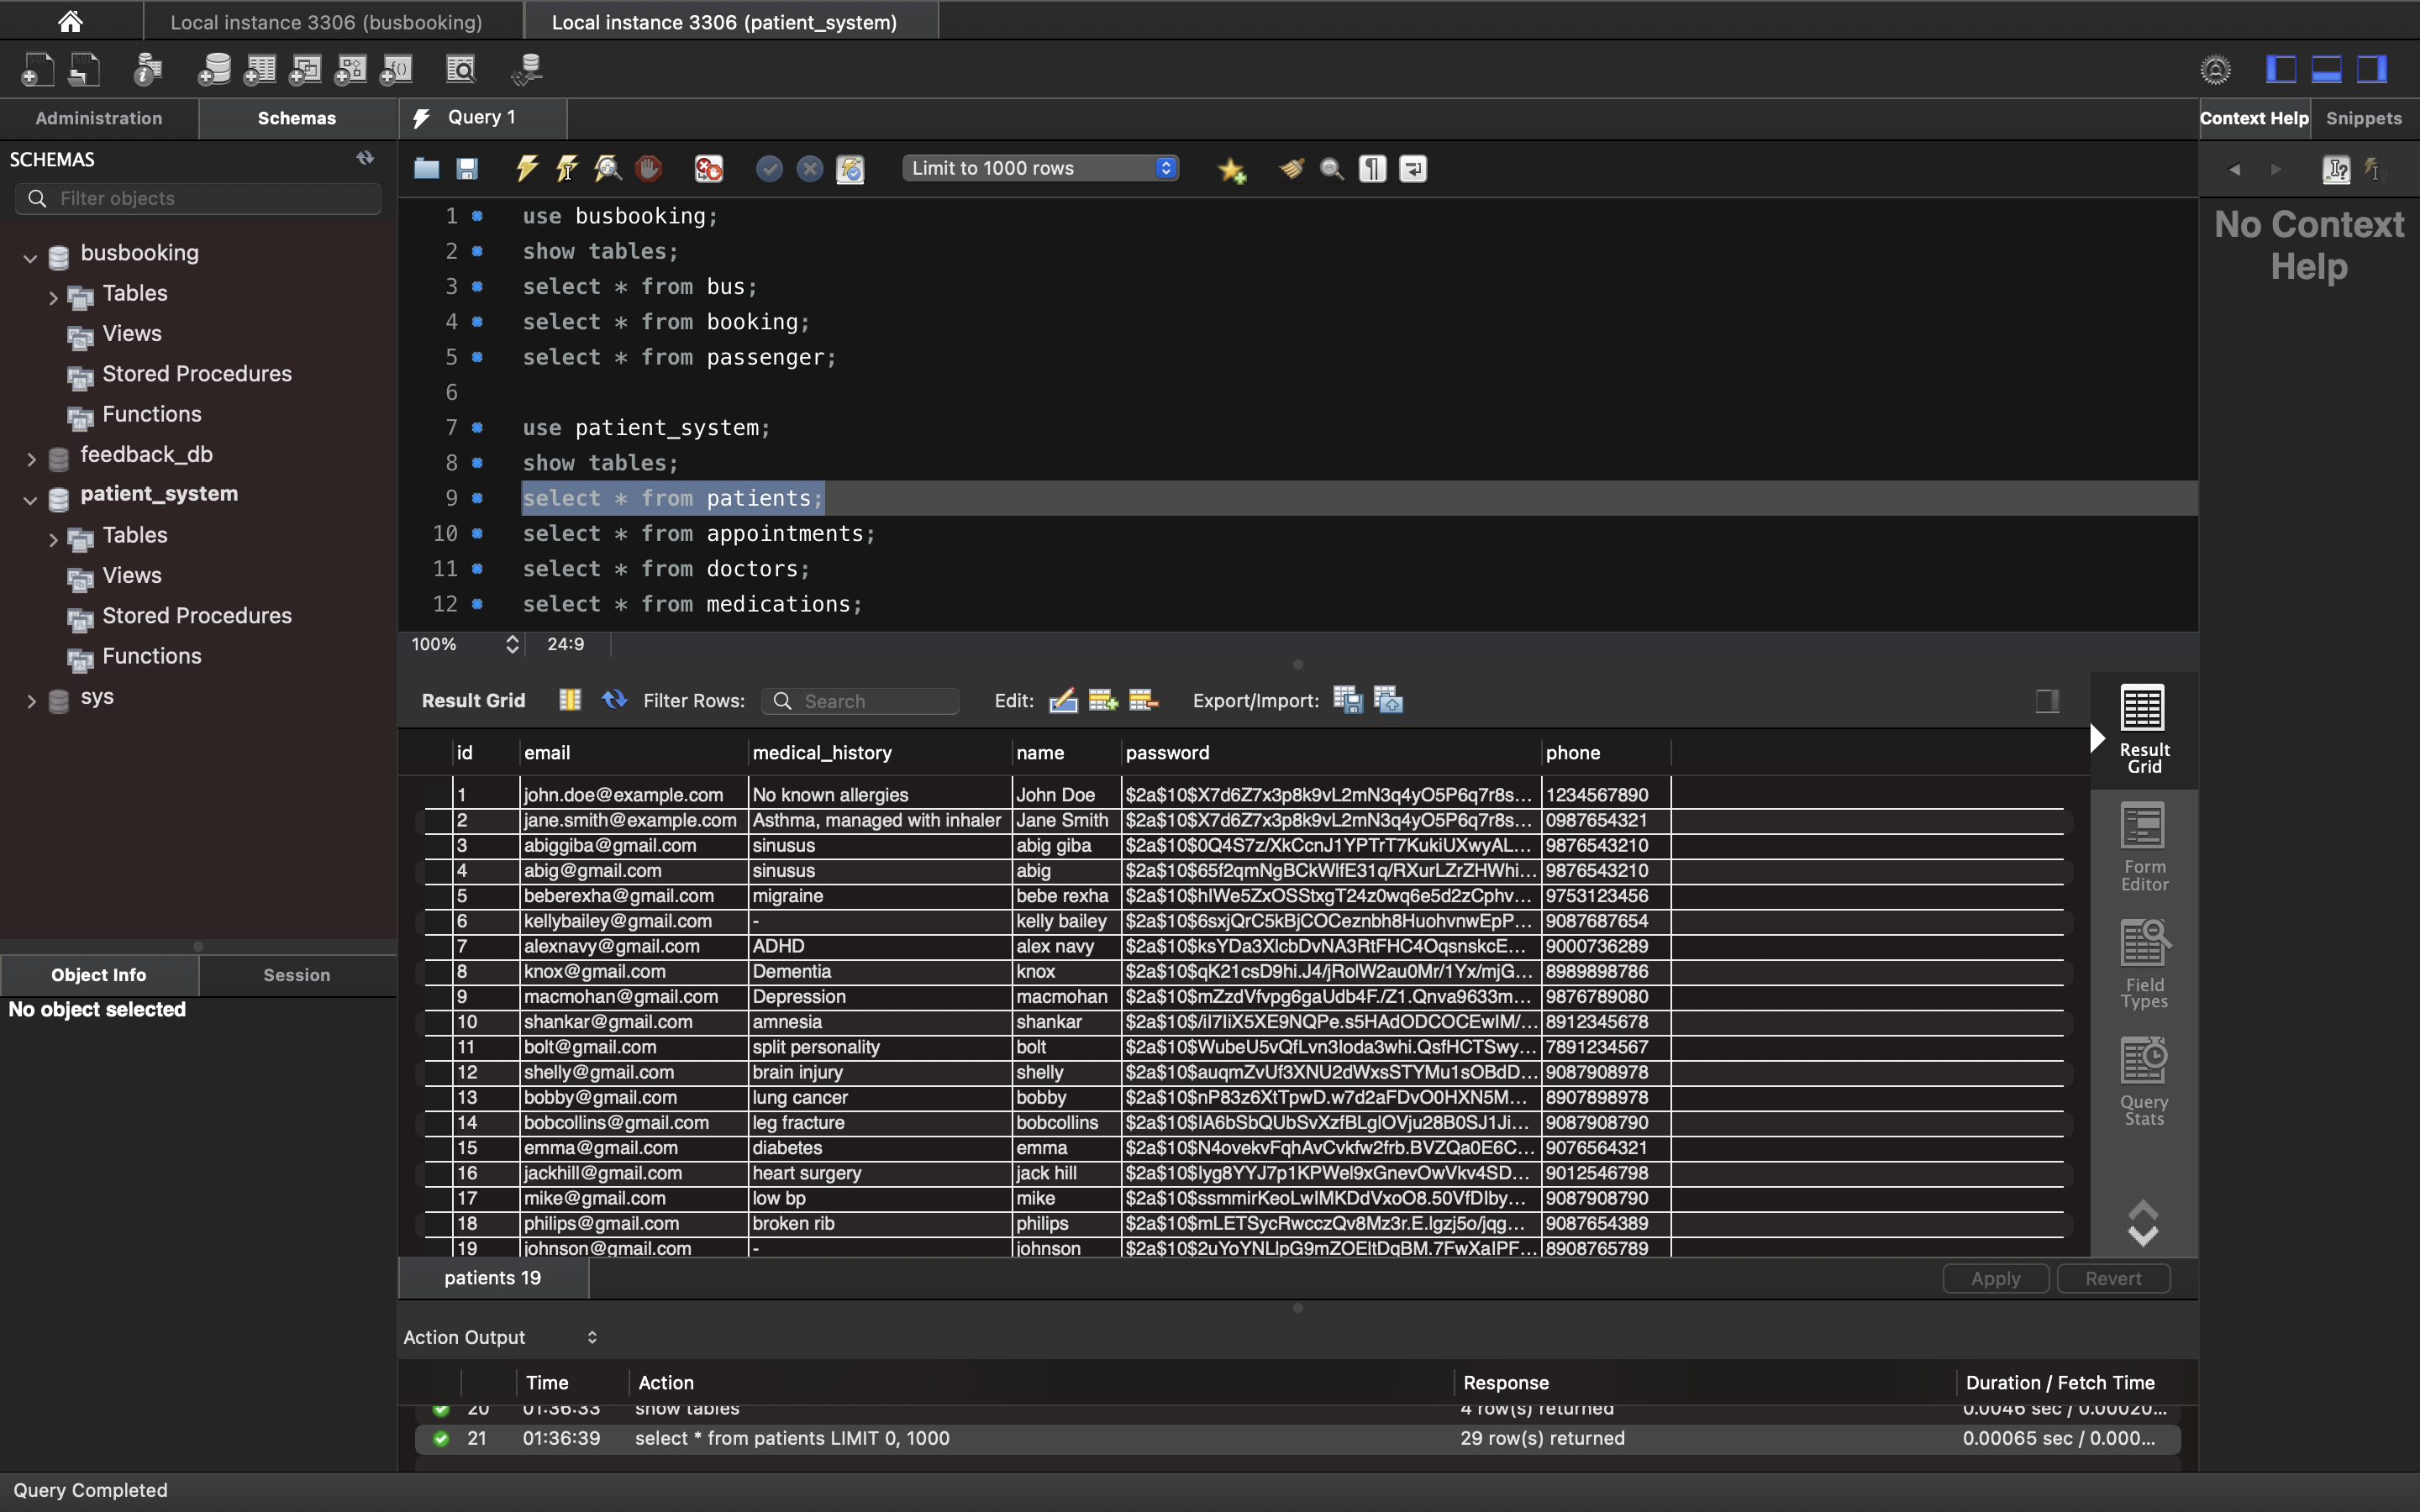 Local instance 3306 (busbooking)
Local instance 3306 (patient_system)
Administration
Schemas
Query 1
Context Help
Snippets
SCHEMAS
Filter objects
Limit to 1000 rows
No Context Help
busbooking
Tables
Views
Stored Procedures
Functions
feedback_db
patient_system
Tables
Views
Stored Procedures
Functions
sys
1 use busbooking;
2 show tables;
3 select * from bus;
4 select * from booking;
5 select * from passenger;
6
7 use patient_system;
8 show tables;
9 select * from patients;
10 select * from appointments;
11 select * from doctors;
12 select * from medications;
100% 24:9
Result Grid Filter Rows: Search Edit: Export/Import:
id email medical_history name password phone
1 john.doe@example.com No known allergies John Doe $2a$10$X7d6Z7x3p8k9vL2mN3q4yO5P6q7r8s... 1234567890
2 jane.smith@example.com Asthma, managed with inhaler Jane Smith $2a$10$X7d6Z7x3p8k9vL2mN3q4yO5P6q7r8s... 0987654321
3 abiggiba@gmail.com sinusus abig giba $2a$10$0Q4S7z/XkCcnJ1YPTrT7KukiUXwyAL... 9876543210
4 abig@gmail.com sinusus abig $2a$10$65f2qmNgBCkWlfE31q/RXurLZrZHWhi... 9876543210
5 beberexha@gmail.com migraine bebe rexha $2a$10$hlWe5ZxOSStxgT24z0wq6e5d2zCphv... 9753123456
6 kellybailey@gmail.com - kelly bailey $2a$10$6sxjQrC5kBjCOCeznbh8HuohvnwEpP... 9087687654
7 alexnavy@gmail.com ADHD alex navy $2a$10$ksYDa3XlcbDvNA3RtFHC4OqsnskcE... 9000736289
8 knox@gmail.com Dementia knox $2a$10$qK21csD9hi.J4/jRolW2au0Mr/1Yx/mjG... 8989898786
9 macmohan@gmail.com Depression macmohan $2a$10$mZzdVfvpg6gaUdb4F./Z1.Qnva9633m... 9876789080
10 shankar@gmail.com amnesia shankar $2a$10$/il7liX5XE9NQPe.s5HAdODCOCEwIM/... 8912345678
11 bolt@gmail.com split personality bolt $2a$10$WubeU5vQfLvn3loda3whi.QsfHCTSwy... 7891234567
12 shelly@gmail.com brain injury shelly $2a$10$auqmZvUf3XNU2dWxsSTYMu1sOBdD... 9087908978
13 bobby@gmail.com lung cancer bobby $2a$10$nP83z6XtTpwD.w7d2aFDvO0HXN5M... 8907898978
14 bobcollins@gmail.com leg fracture bobcollins $2a$10$IA6bSbQUbSvXzfBLglOVju28B0SJ1Ji... 9087908790
15 emma@gmail.com diabetes emma $2a$10$N4ovekvFqhAvCvkfw2frb.BVZQa0E6C... 9076564321
16 jackhill@gmail.com heart surgery jack hill $2a$10$lyg8YYJ7p1KPWel9xGnevOwVkv4SD... 9012546798
17 mike@gmail.com low bp mike $2a$10$ssmmirKeoLwIMKDdVxoO8.50VfDIby... 9087908790
18 philips@gmail.com broken rib philips $2a$10$mLETSycRwcczQv8Mz3r.E.lgzj5o/jqg... 9087654389
19 johnson@gmail.com - johnson $2a$10$2uYoYNLlpG9mZOEltDqBM.7FwXalPF... 8908765789
Result Grid
Form Editor
Field Types
Query Stats
patients 19
Apply
Revert
Object Info
Session
No object selected
Action Output
Time Action Response Duration / Fetch Time
20 01:36:33 show tables 4 row(s) returned 0.0046 sec / 0.00020...
21 01:36:39 select * from patients LIMIT 0, 1000 29 row(s) returned 0.00065 sec / 0.000...
Query Completed